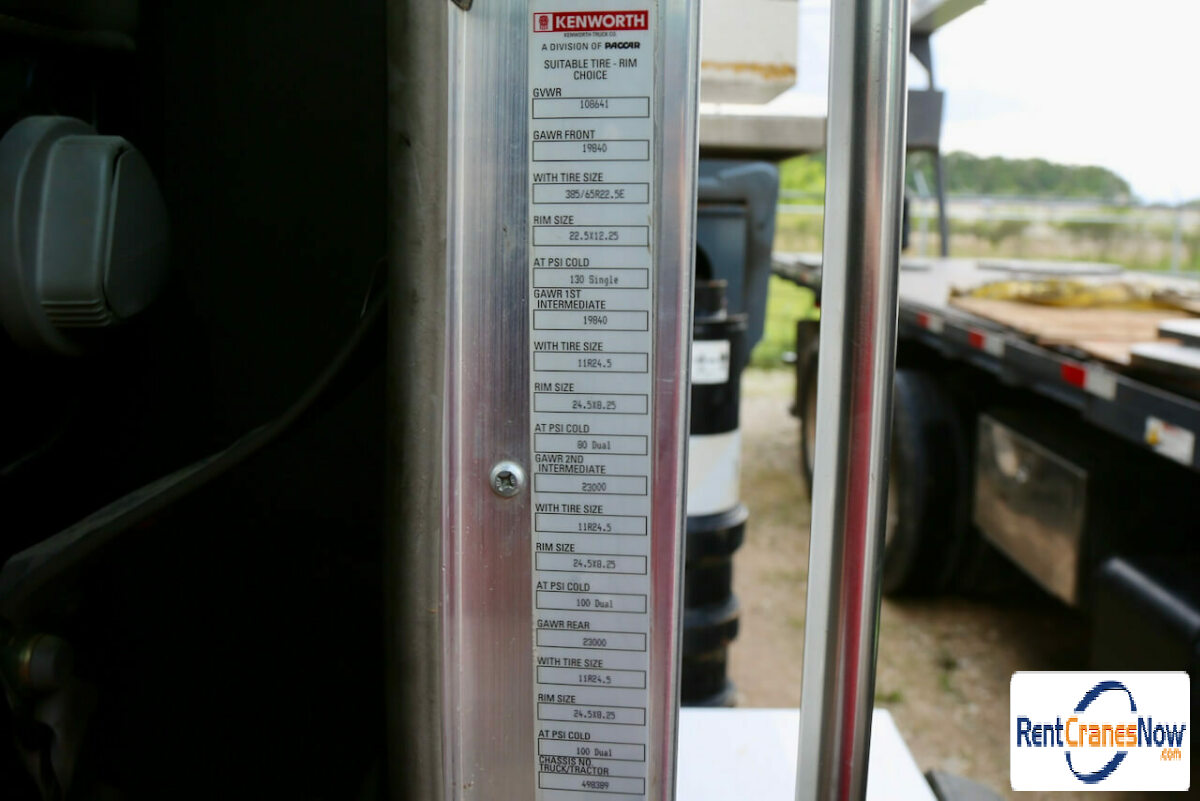 KENWORTH
KENWORTH TRUCK CO.
A DIVISION OF PACCAR
SUITABLE TIRE - RIM
CHOICE
GVWR
108641
GAWR FRONT
19840
WITH TIRE SIZE
385/65R22.5E
RIM SIZE
22.5X12.25
AT PSI COLD
130 Single
GAWR 1ST
INTERMEDIATE
19840
WITH TIRE SIZE
11R24.5
RIM SIZE
24.5X8.25
AT PSI COLD
80 Dual
GAWR 2ND
INTERMEDIATE
23000
WITH TIRE SIZE
11R24.5
RIM SIZE
24.5X8.25
AT PSI COLD
100 Dual
GAWR REAR
23000
WITH TIRE SIZE
11R24.5
RIM SIZE
24.5X8.25
AT PSI COLD
100 Dual
CHASSIS NO.
TRUCK/TRACTOR
498389
RentCranesNow
.com